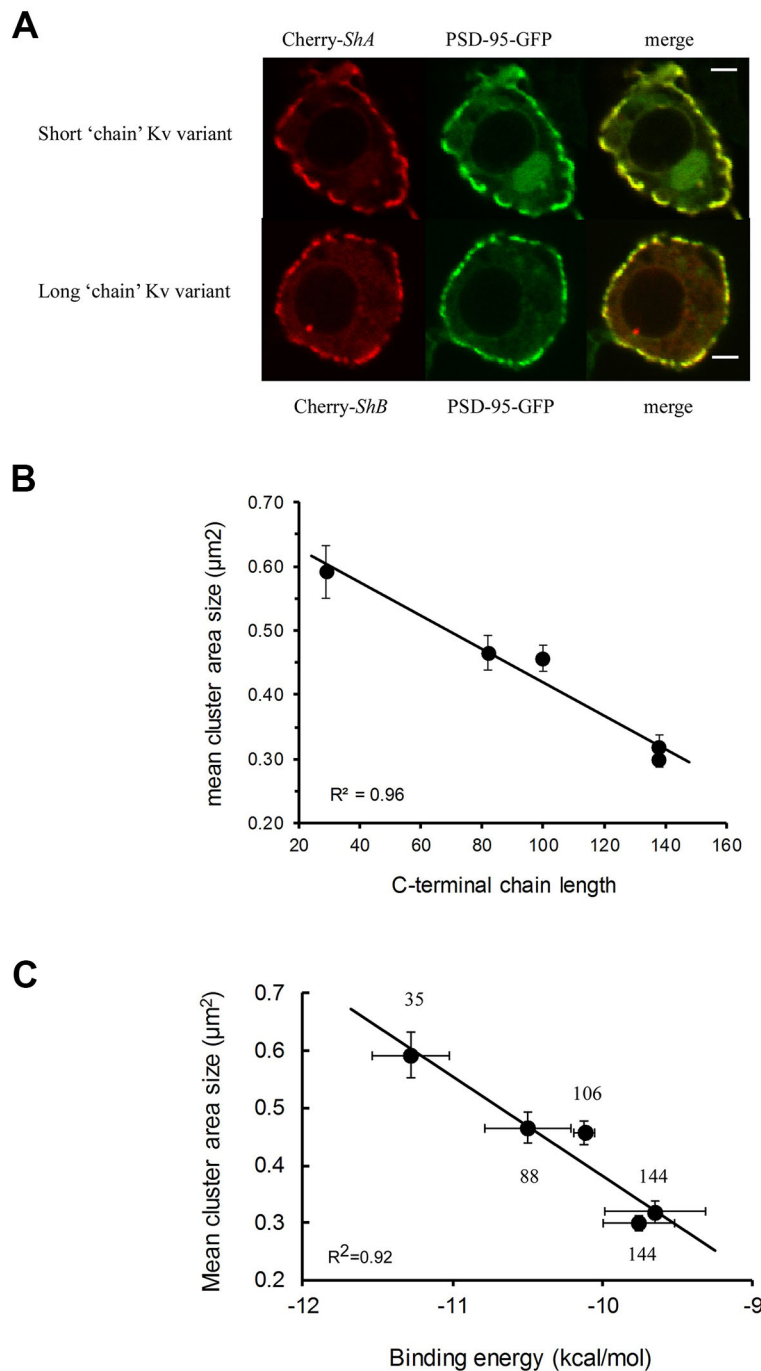 A
Cherry-ShA PSD-95-GFP merge
Short ‘chain’ Kv variant
Long ‘chain’ Kv variant
Cherry-ShB PSD-95-GFP merge
B
mean cluster area size (µm2)
0.70
0.60
0.50
0.40
0.30
0.20
R² = 0.96
20 40 60 80 100 120 140 160
C-terminal chain length
C
Mean cluster area size (µm²)
0.7
0.6
0.5
0.4
0.3
0.2
35
106
88
144
144
R²=0.92
-12 -11 -10 -9
Binding energy (kcal/mol)